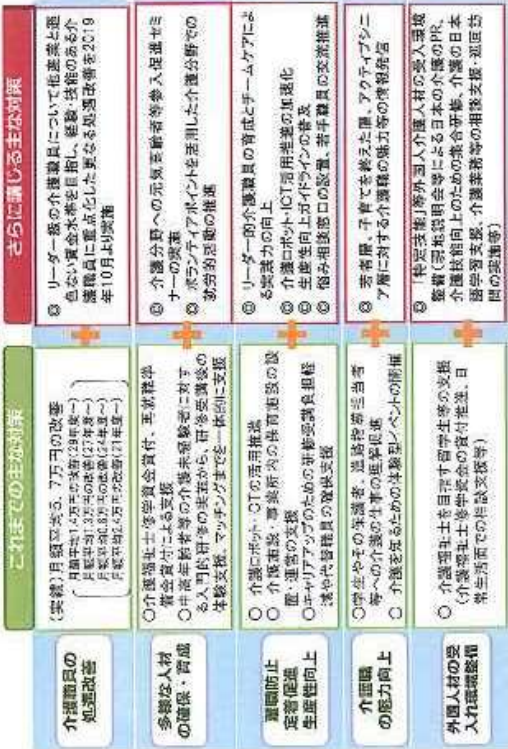 これまでの主な対策
さらに講じる主な対策
介護職員の
処遇改善
(実績)月額平均5.7万円の改善
月額平均1.4万円の改善(29年度~)
月額平均1.3万円の改善(27年度~)
月額平均0.6万円の改善(24年度~)
月額平均2.4万円の改善(21年度~)
◎ リーダー級の介護職員について他産業と遜
色ない賃金水準を目指し、経験・技能のある介
護職員に重点化した更なる処遇改善を2019
年10月より実施
多様な人材
の確保・育成
○介護福祉士修学資金貸付、再就職準
備金貸付による支援
○中高年齢者等の介護未経験者に対す
る入門的研修の実施から、研修受講後の
体験支援、マッチングまでを一体的に支援
◎ 介護分野への元気高齢者等参入促進セミ
ナーの実施
◎ ボランティアポイントを活用した介護分野での
就労的活動の推進
離職防止
定着促進
生産性向上
○ 介護ロボット・ICTの活用推進
○ 介護施設・事業所内の保育施設の設
置・運営の支援
○キャリアアップのための研修受講負担軽
減や代替職員の確保支援
◎ リーダー的介護職員の育成とチームケアによ
る実践力の向上
◎ 介護ロボット・ICT活用推進の加速化
◎ 生産性向上ガイドラインの普及
◎ 悩み相談窓口の設置、若手職員の交流推進
介護職
の魅力向上
○学生やその保護者、進路指導担当者
等への介護の仕事の理解促進
○ 介護を知るための体験型イベントの開催
◎ 若者層、子育てを終えた層、アクティブシニ
ア層に対する介護職の魅力等の情報発信
外国人材の受
入れ環境整備
○ 介護福祉士を目指す留学生等の支援
(介護福祉士修学資金の貸付推進、日
常生活面での相談支援等)
◎ 「特定技能」等外国人介護人材の受入環境
整備(現地説明会等による日本の介護のPR、
介護技能向上のための集合研修、介護の日本
語学習支援、介護業務等の相談支援・巡回訪
問の実施等)